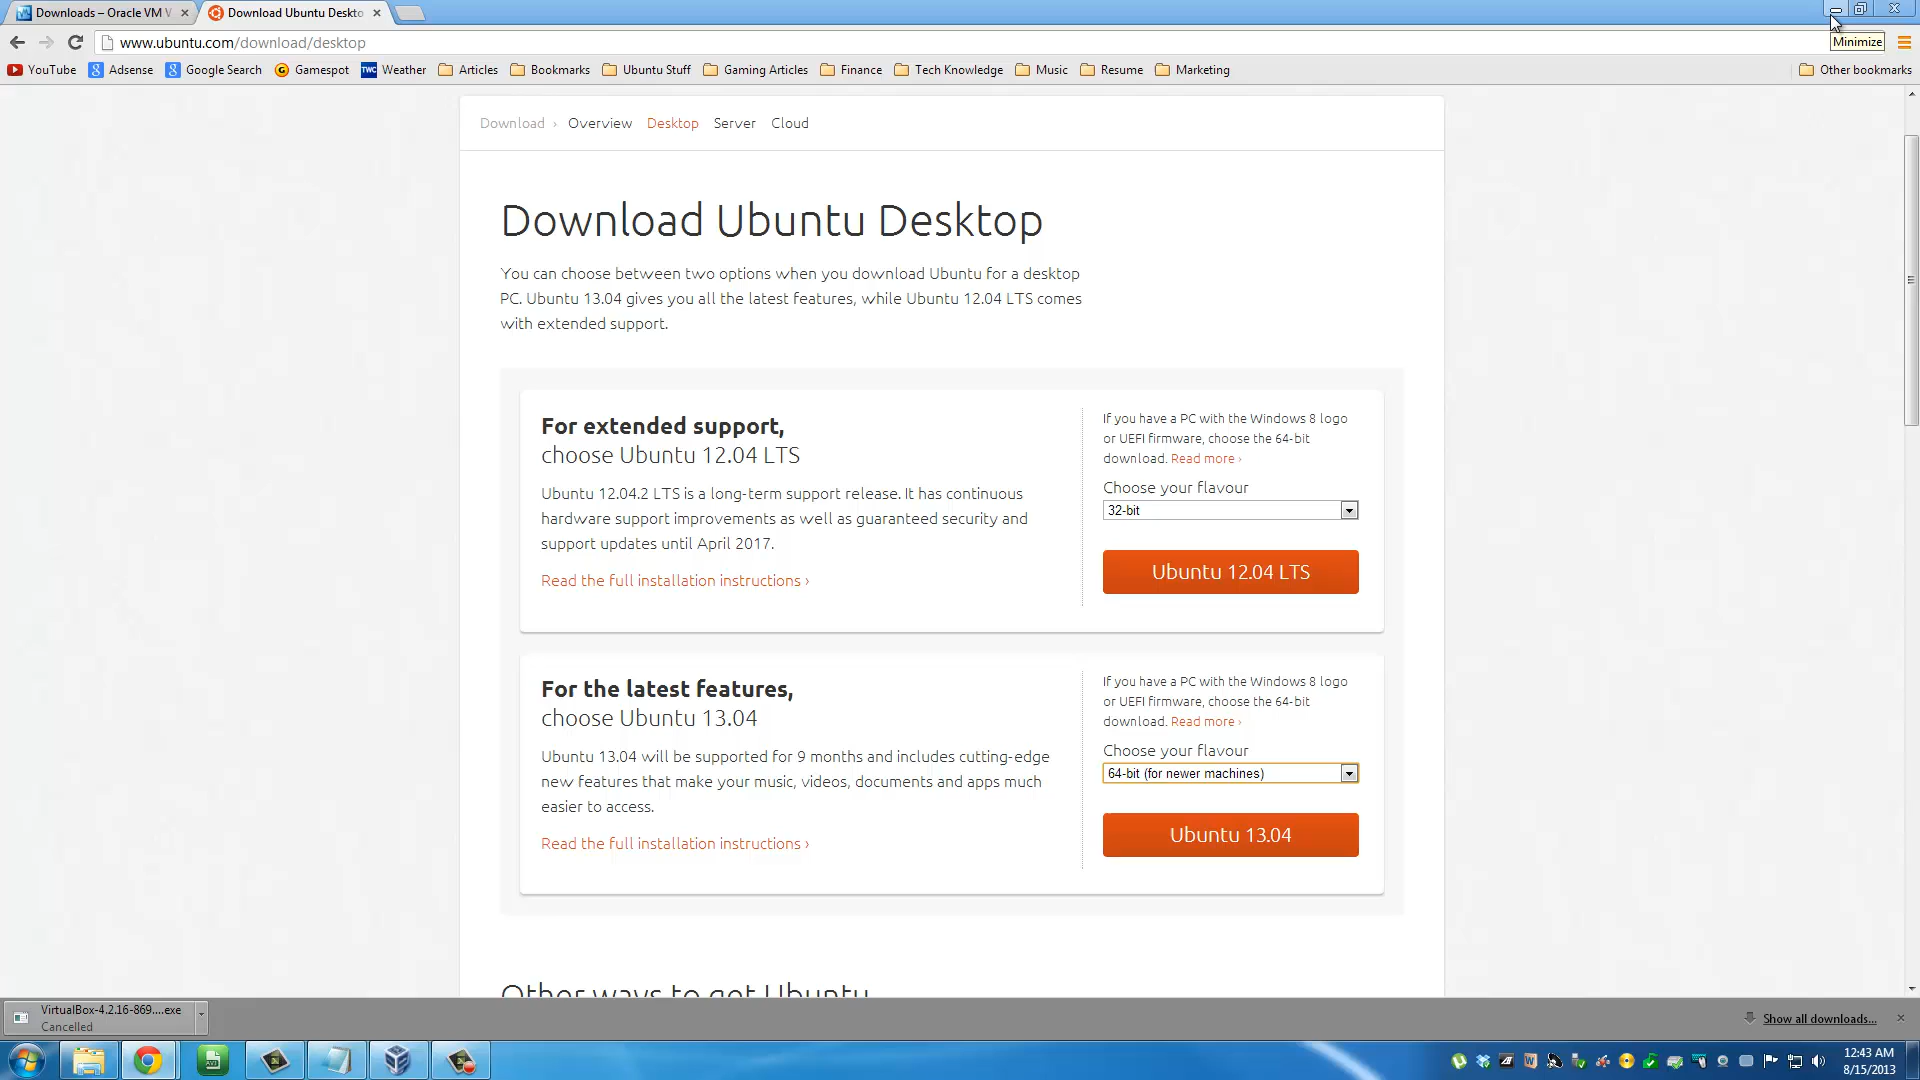 Downloads – Oracle VM V
Download Ubuntu Deskto
www.ubuntu.com/download/desktop
Minimize
YouTube
Adsense
Google Search
Gamespot
TWC Weather
Articles
Bookmarks
Ubuntu Stuff
Gaming Articles
Finance
Tech Knowledge
Music
Resume
Marketing
Other bookmarks
Download › Overview Desktop Server Cloud
Download Ubuntu Desktop
You can choose between two options when you download Ubuntu for a desktop
PC. Ubuntu 13.04 gives you all the latest features, while Ubuntu 12.04 LTS comes
with extended support.
For extended support,
choose Ubuntu 12.04 LTS
Ubuntu 12.04.2 LTS is a long-term support release. It has continuous
hardware support improvements as well as guaranteed security and
support updates until April 2017.
Read the full installation instructions ›
If you have a PC with the Windows 8 logo
or UEFI firmware, choose the 64-bit
download. Read more ›
Choose your flavour
32-bit
Ubuntu 12.04 LTS
For the latest features,
choose Ubuntu 13.04
Ubuntu 13.04 will be supported for 9 months and includes cutting-edge
new features that make your music, videos, documents and apps much
easier to access.
Read the full installation instructions ›
If you have a PC with the Windows 8 logo
or UEFI firmware, choose the 64-bit
download. Read more ›
Choose your flavour
64-bit (for newer machines)
Ubuntu 13.04
Other ways to get Ubuntu
VirtualBox-4.2.16-869....exe
Cancelled
Show all downloads...
12:43 AM
8/15/2013